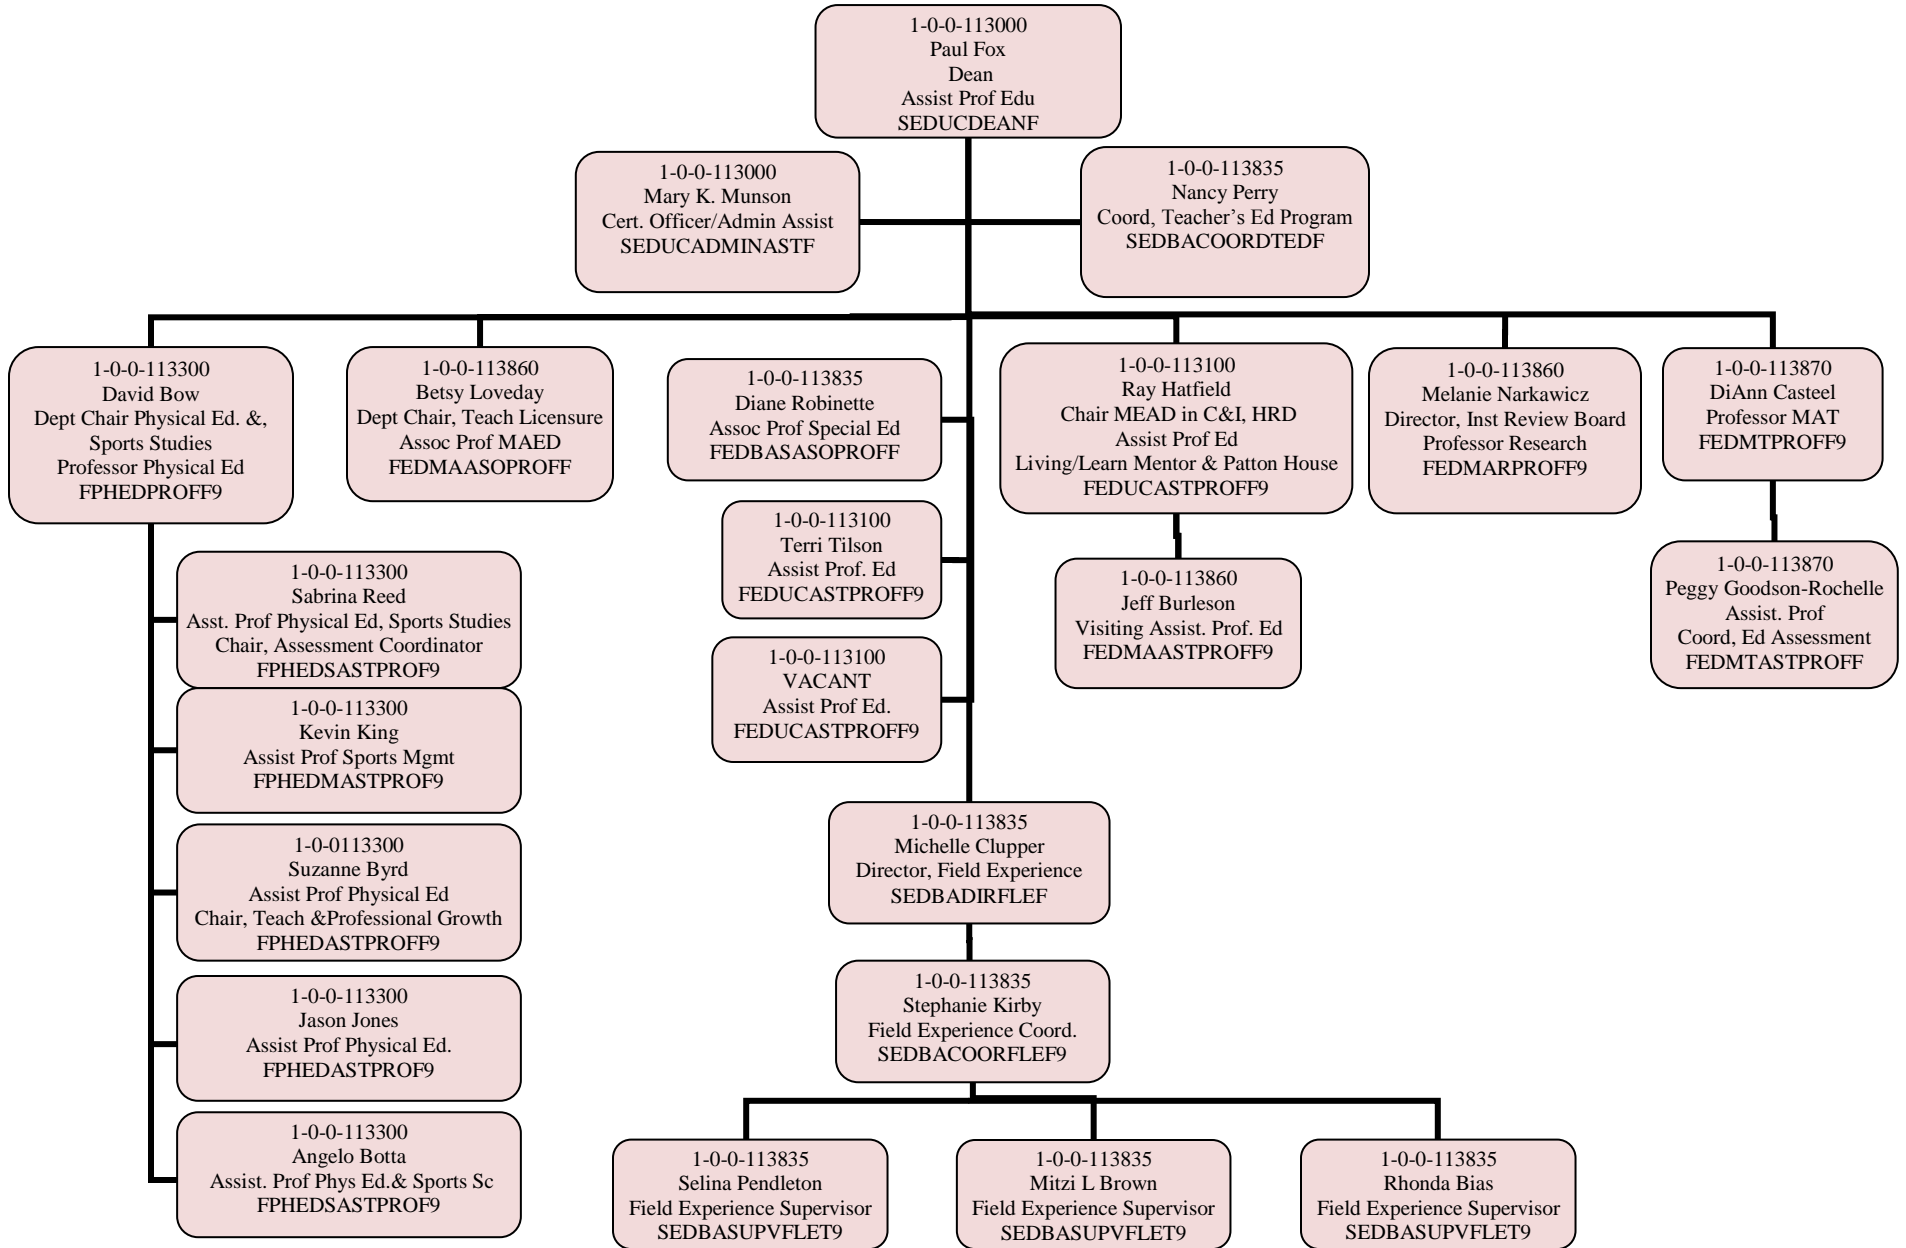 1-0-0-113000
Paul Fox
Dean
Assist Prof Edu
SEDUCDEANF
1-0-0-113000
Mary K. Munson
Cert. Officer/Admin Assist
SEDUCADMINASTF
1-0-0-113835
Nancy Perry
Coord, Teacher’s Ed Program
SEDBACOORDTEDF
1-0-0-113300
David Bow
Dept Chair Physical Ed. &,
Sports Studies
Professor Physical Ed
FPHEDPROFF9
1-0-0-113860
Betsy Loveday
Dept Chair, Teach Licensure
Assoc Prof MAED
FEDMAASOPROFF
1-0-0-113835
Diane Robinette
Assoc Prof Special Ed
FEDBASASOPROFF
1-0-0-113100
Ray Hatfield
Chair MEAD in C&I, HRD
Assist Prof Ed
Living/Learn Mentor & Patton House
FEDUCASTPROFF9
1-0-0-113860
Melanie Narkawicz
Director, Inst Review Board
Professor Research
FEDMARPROFF9
1-0-0-113870
DiAnn Casteel
Professor MAT
FEDMTPROFF9
1-0-0-113300
Sabrina Reed
Asst. Prof Physical Ed, Sports Studies
Chair, Assessment Coordinator
FPHEDSASTPROF9
1-0-0-113300
Kevin King
Assist Prof Sports Mgmt
FPHEDMASTPROF9
1-0-0113300
Suzanne Byrd
Assist Prof Physical Ed
Chair, Teach &Professional Growth
FPHEDASTPROFF9
1-0-0-113300
Jason Jones
Assist Prof Physical Ed.
FPHEDASTPROF9
1-0-0-113300
Angelo Botta
Assist. Prof Phys Ed.& Sports Sc
FPHEDSASTPROF9
1-0-0-113100
Terri Tilson
Assist Prof. Ed
FEDUCASTPROFF9
1-0-0-113100
VACANT
Assist Prof Ed.
FEDUCASTPROFF9
1-0-0-113860
Jeff Burleson
Visiting Assist. Prof. Ed
FEDMAASTPROFF9
1-0-0-113870
Peggy Goodson-Rochelle
Assist. Prof
Coord, Ed Assessment
FEDMTASTPROFF
1-0-0-113835
Michelle Clupper
Director, Field Experience
SEDBADIRFLEF
1-0-0-113835
Stephanie Kirby
Field Experience Coord.
SEDBACOORFLEF9
1-0-0-113835
Selina Pendleton
Field Experience Supervisor
SEDBASUPVFLET9
1-0-0-113835
Mitzi L Brown
Field Experience Supervisor
SEDBASUPVFLET9
1-0-0-113835
Rhonda Bias
Field Experience Supervisor
SEDBASUPVFLET9